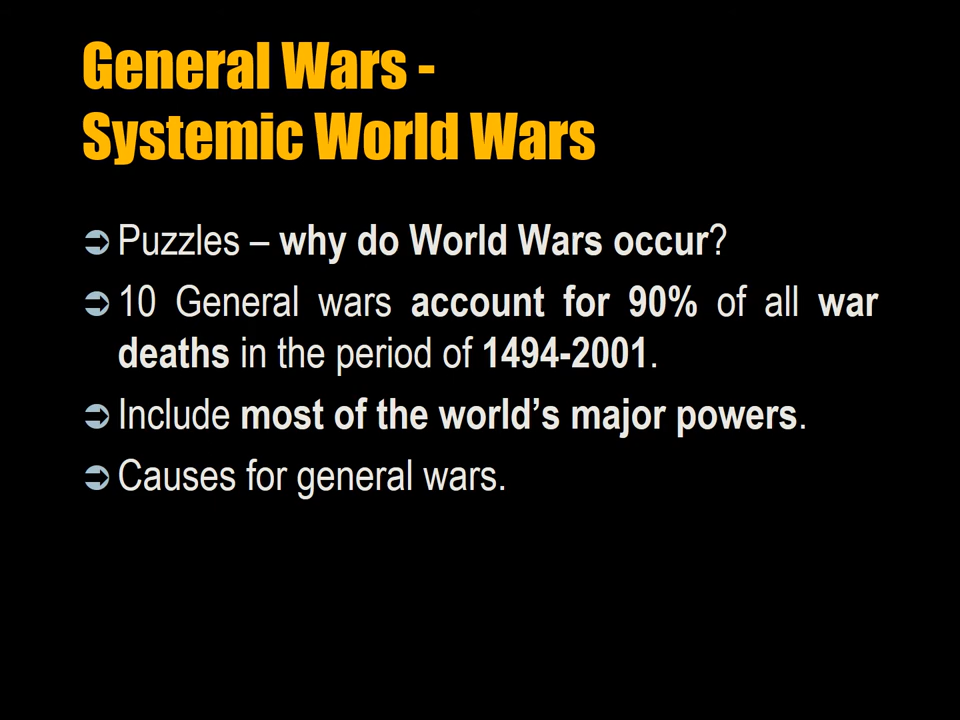 General Wars -
Systemic World Wars
➲ Puzzles – why do World Wars occur?
➲ 10 General wars account for 90% of all war
deaths in the period of 1494-2001.
➲ Include most of the world’s major powers.
➲ Causes for general wars.